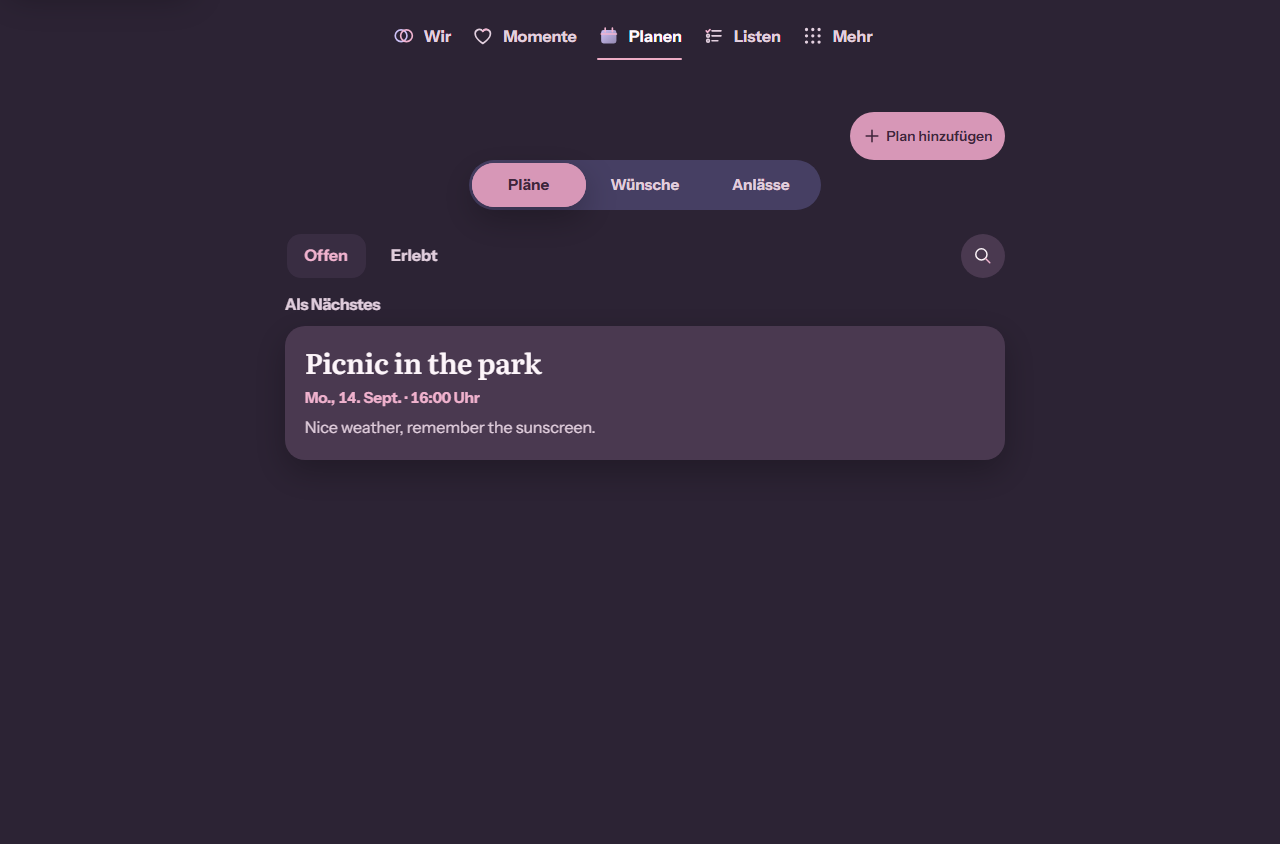 Wir Momente Planen Listen Mehr
Plan hinzufügen
Pläne Wünsche Anlässe
Offen Erlebt
Als Nächstes
Picnic in the park
Mo., 14. Sept. · 16:00 Uhr
Nice weather, remember the sunscreen.